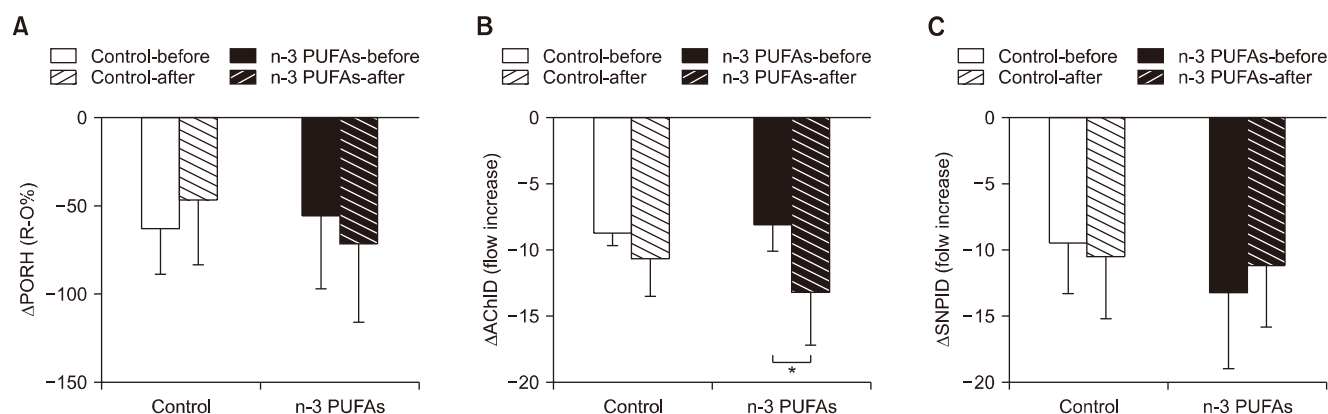 A
Control-before
n-3 PUFAs-before
Control-after
n-3 PUFAs-after
0
−50
−100
−150
ΔPORH (R-O%)
Control
n-3 PUFAs
B
Control-before
n-3 PUFAs-before
Control-after
n-3 PUFAs-after
0
−5
−10
−15
−20
ΔAChID (flow increase)
*
Control
n-3 PUFAs
C
Control-before
n-3 PUFAs-before
Control-after
n-3 PUFAs-after
0
−5
−10
−15
−20
ΔSNPID (folw increase)
Control
n-3 PUFAs